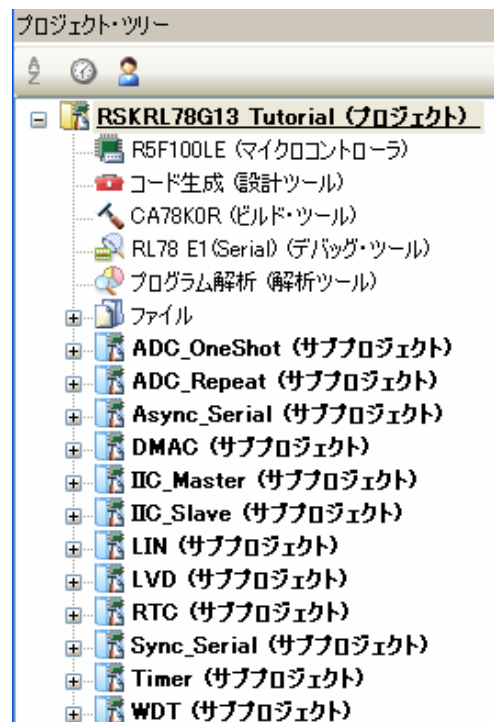 プロジェクト・ツリー
RSKRL78G13 Tutorial (プロジェクト)
R5F100LE (マイクロコントローラ)
コード生成 (設計ツール)
CA78K0R (ビルド・ツール)
RL78 E1(Serial) (デバッグ・ツール)
プログラム解析 (解析ツール)
ファイル
ADC_OneShot (サブプロジェクト)
ADC_Repeat (サブプロジェクト)
Async_Serial (サブプロジェクト)
DMAC (サブプロジェクト)
IIC_Master (サブプロジェクト)
IIC_Slave (サブプロジェクト)
LIN (サブプロジェクト)
LVD (サブプロジェクト)
RTC (サブプロジェクト)
Sync_Serial (サブプロジェクト)
Timer (サブプロジェクト)
WDT (サブプロジェクト)